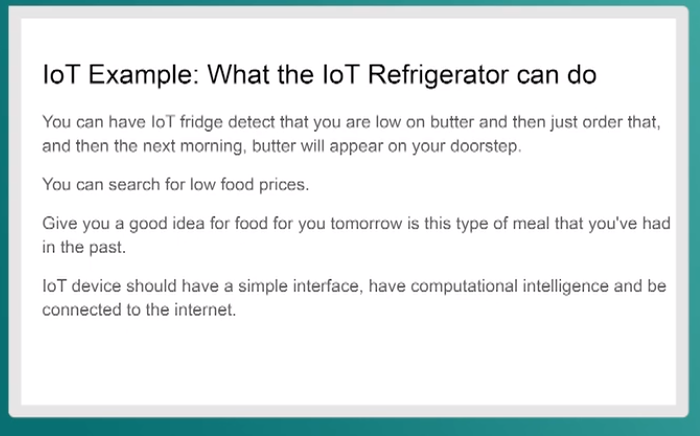 IoT Example: What the IoT Refrigerator can do
You can have IoT fridge detect that you are low on butter and then just order that,
and then the next morning, butter will appear on your doorstep.
You can search for low food prices.
Give you a good idea for food for you tomorrow is this type of meal that you've had
in the past.
IoT device should have a simple interface, have computational intelligence and be
connected to the internet.